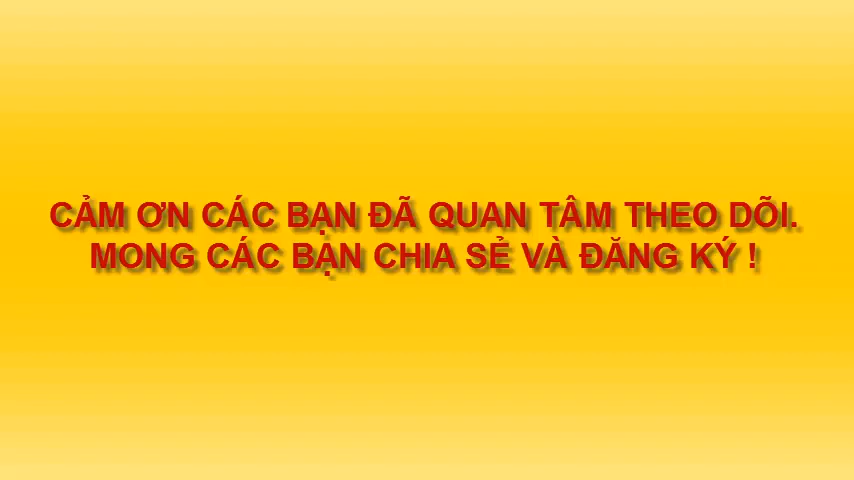 CẢM ƠN CÁC BẠN ĐÃ QUAN TÂM THEO DÕI.
MONG CÁC BẠN CHIA SẺ VÀ ĐĂNG KÝ !